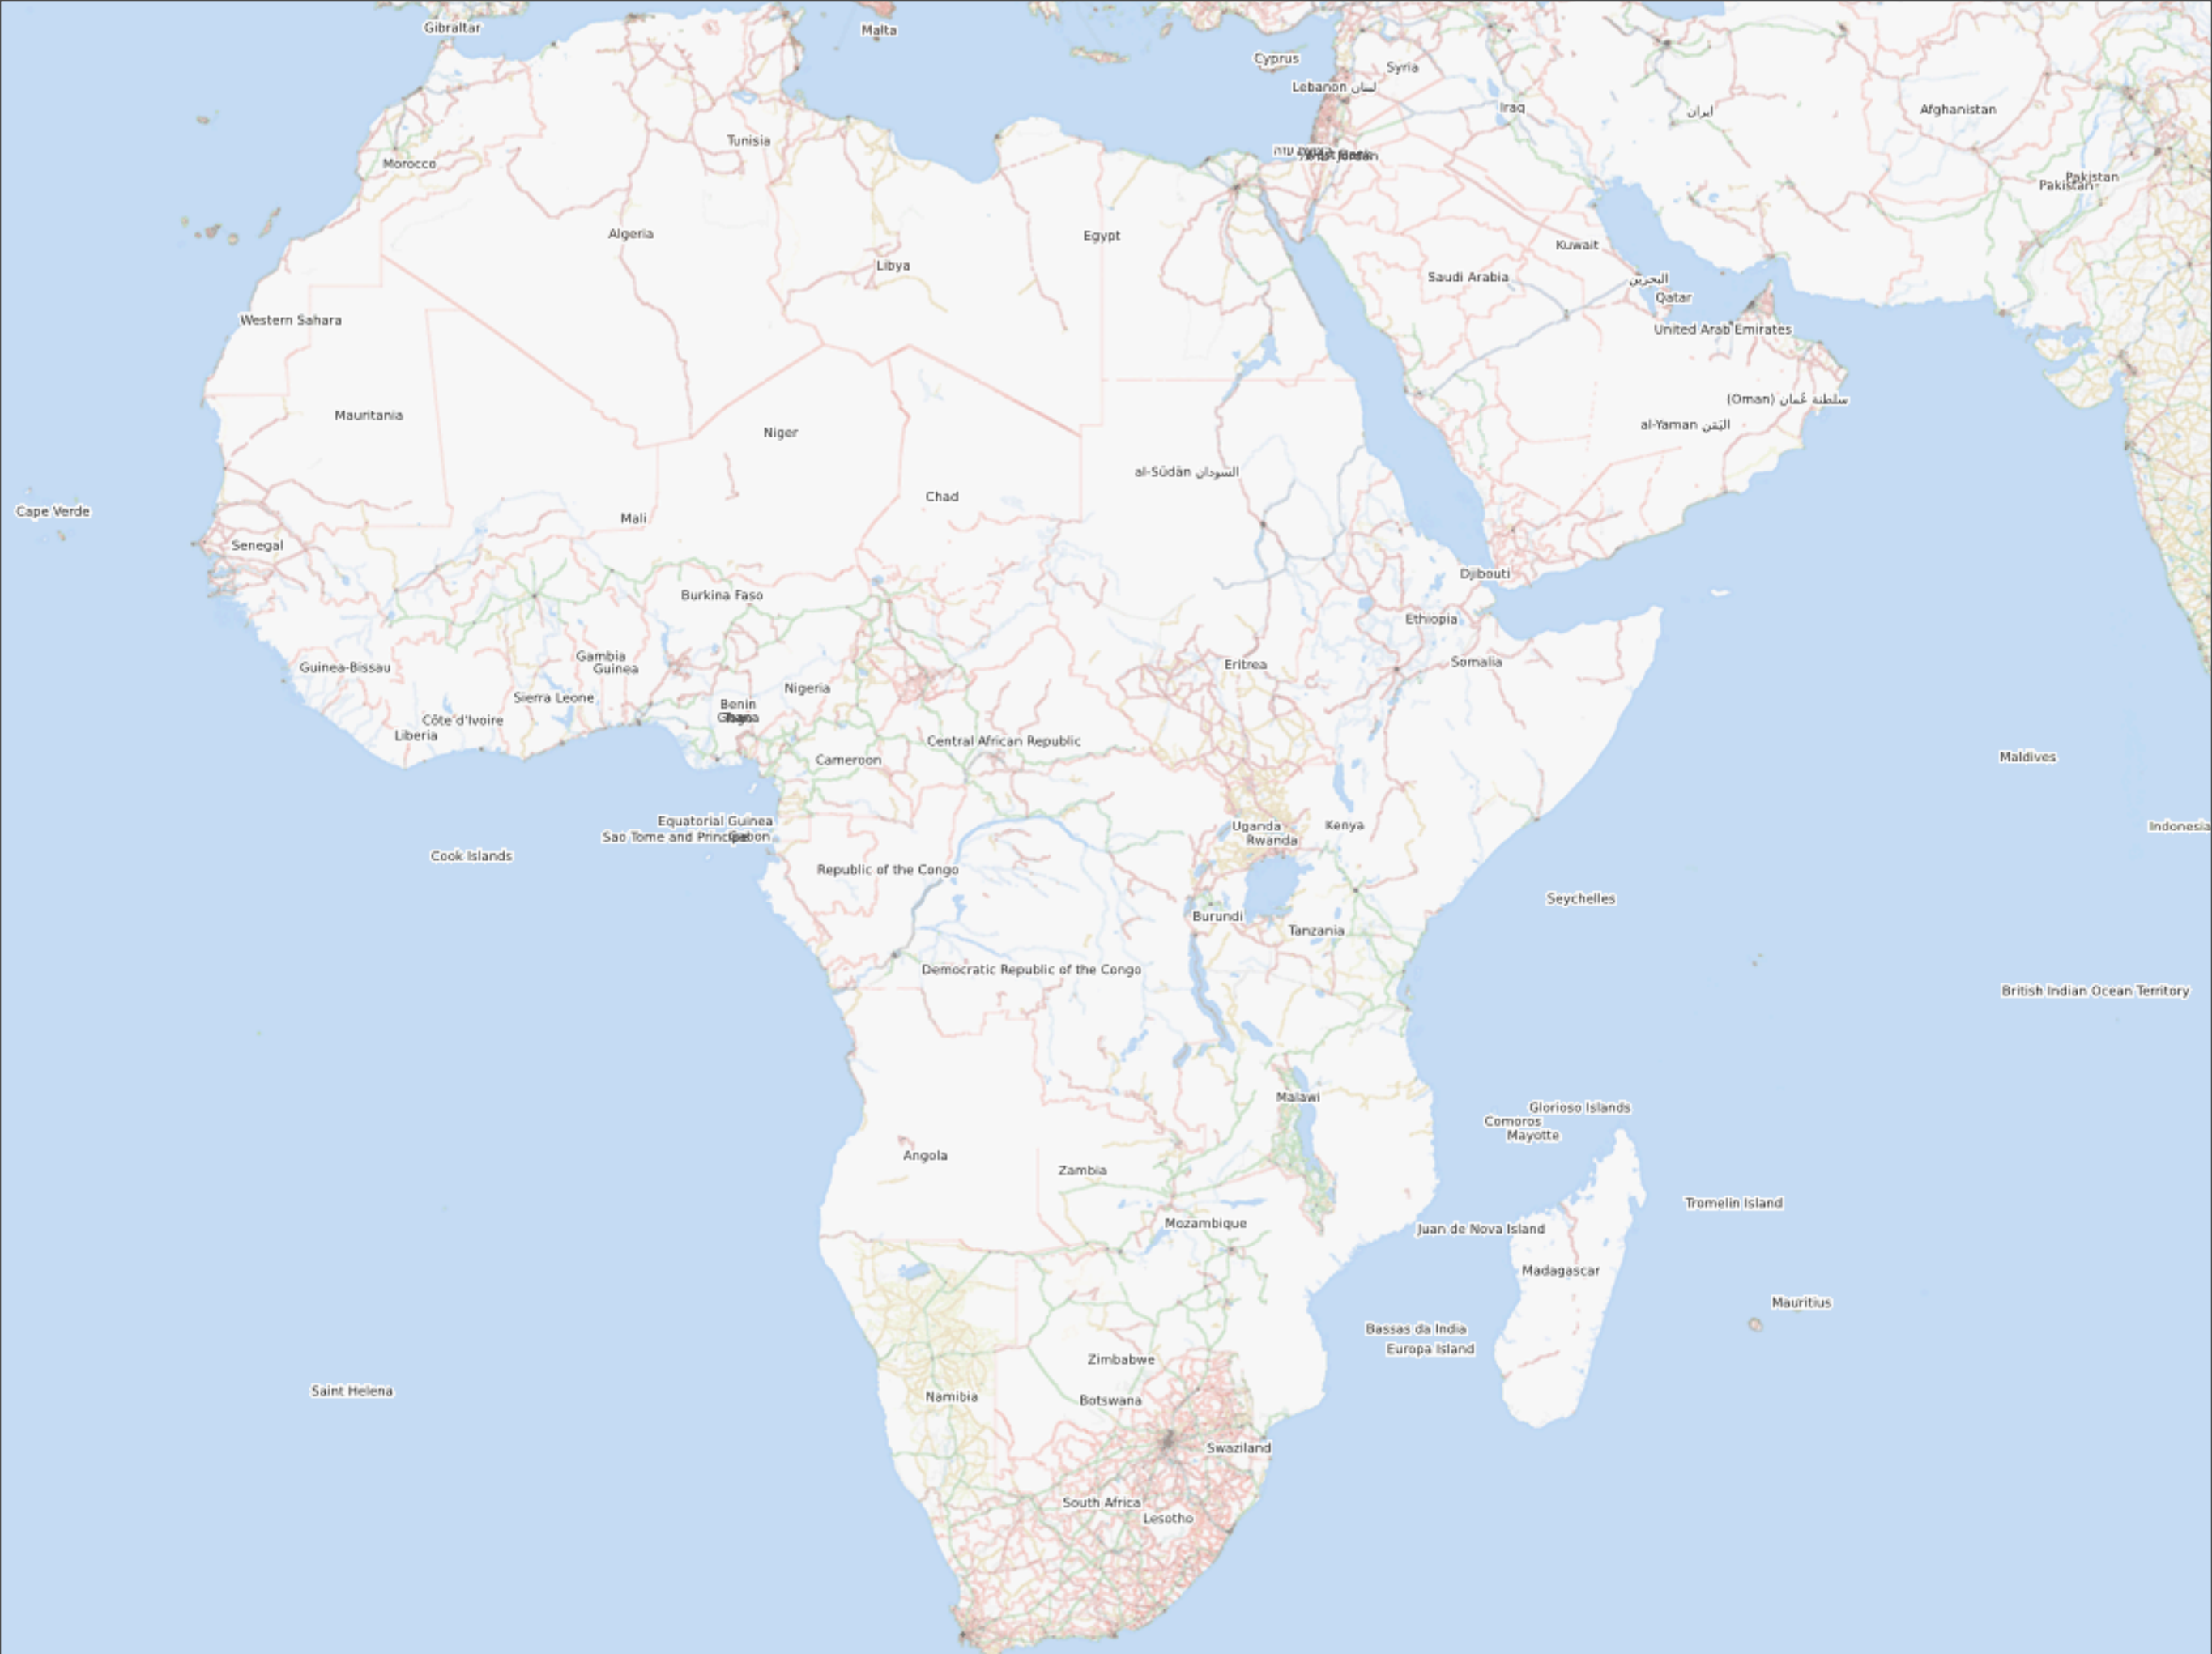 Gibraltar
Malta
Cyprus
Syria
Lebanon لبنان
Iraq
ایران
Afghanistan
Tunisia
Morocco
Pakistan
Pakistan
Algeria
Egypt
Kuwait
Libya
Saudi Arabia
البحرين
Qatar
Western Sahara
United Arab Emirates
(Oman) سلطنة عُمان
Mauritania
al-Yaman اليَمَن
Niger
al-Sūdān السودان
Chad
Cape Verde
Mali
Senegal
Djibouti
Burkina Faso
Ethiopia
Gambia
Guinea-Bissau
Guinea
Eritrea
Somalia
Nigeria
Sierra Leone
Benin
Côte d'Ivoire
Liberia
Central African Republic
Cameroon
Maldives
Equatorial Guinea
Sao Tome and Principe
Gabon
Uganda
Kenya
Indonesia
Rwanda
Cook Islands
Republic of the Congo
Seychelles
Burundi
Tanzania
Democratic Republic of the Congo
British Indian Ocean Territory
Malawi
Glorioso Islands
Comoros
Mayotte
Angola
Zambia
Tromelin Island
Mozambique
Juan de Nova Island
Madagascar
Mauritius
Bassas da India
Europa Island
Zimbabwe
Saint Helena
Namibia
Botswana
Swaziland
South Africa
Lesotho